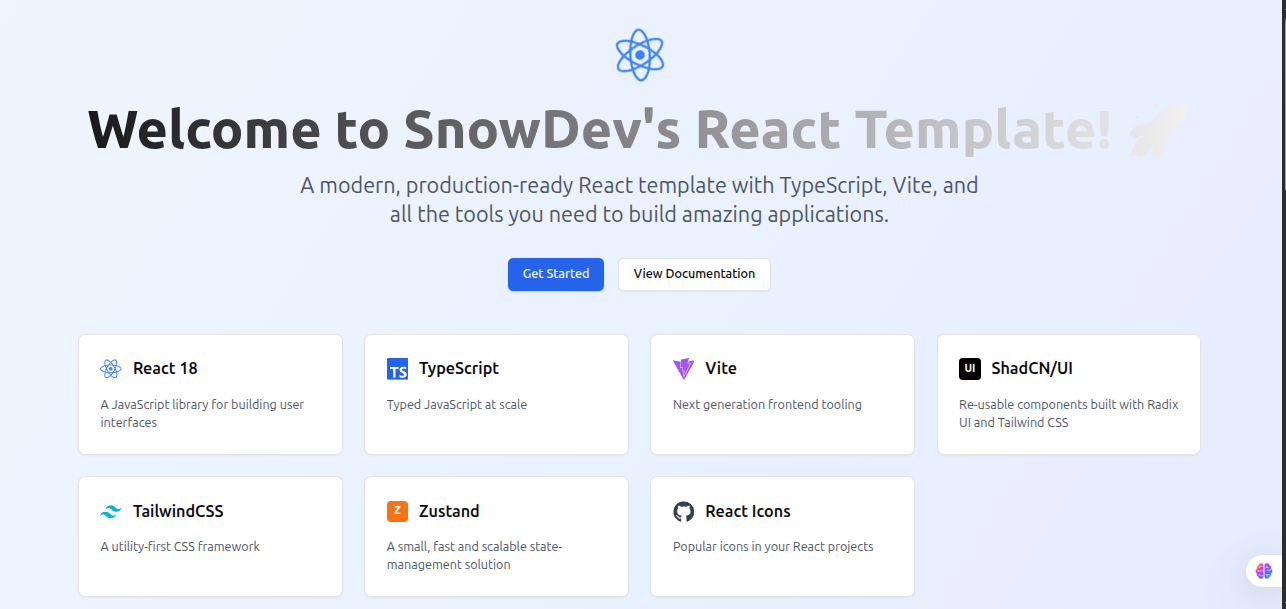 Welcome to SnowDev's React Template! 🚀
A modern, production-ready React template with TypeScript, Vite, and
all the tools you need to build amazing applications.
Get Started
View Documentation
React 18
A JavaScript library for building user
interfaces
TS
TypeScript
Typed JavaScript at scale
Vite
Next generation frontend tooling
UI
ShadCN/UI
Re-usable components built with Radix
UI and Tailwind CSS
TailwindCSS
A utility-first CSS framework
Z
Zustand
A small, fast and scalable state-
management solution
React Icons
Popular icons in your React projects